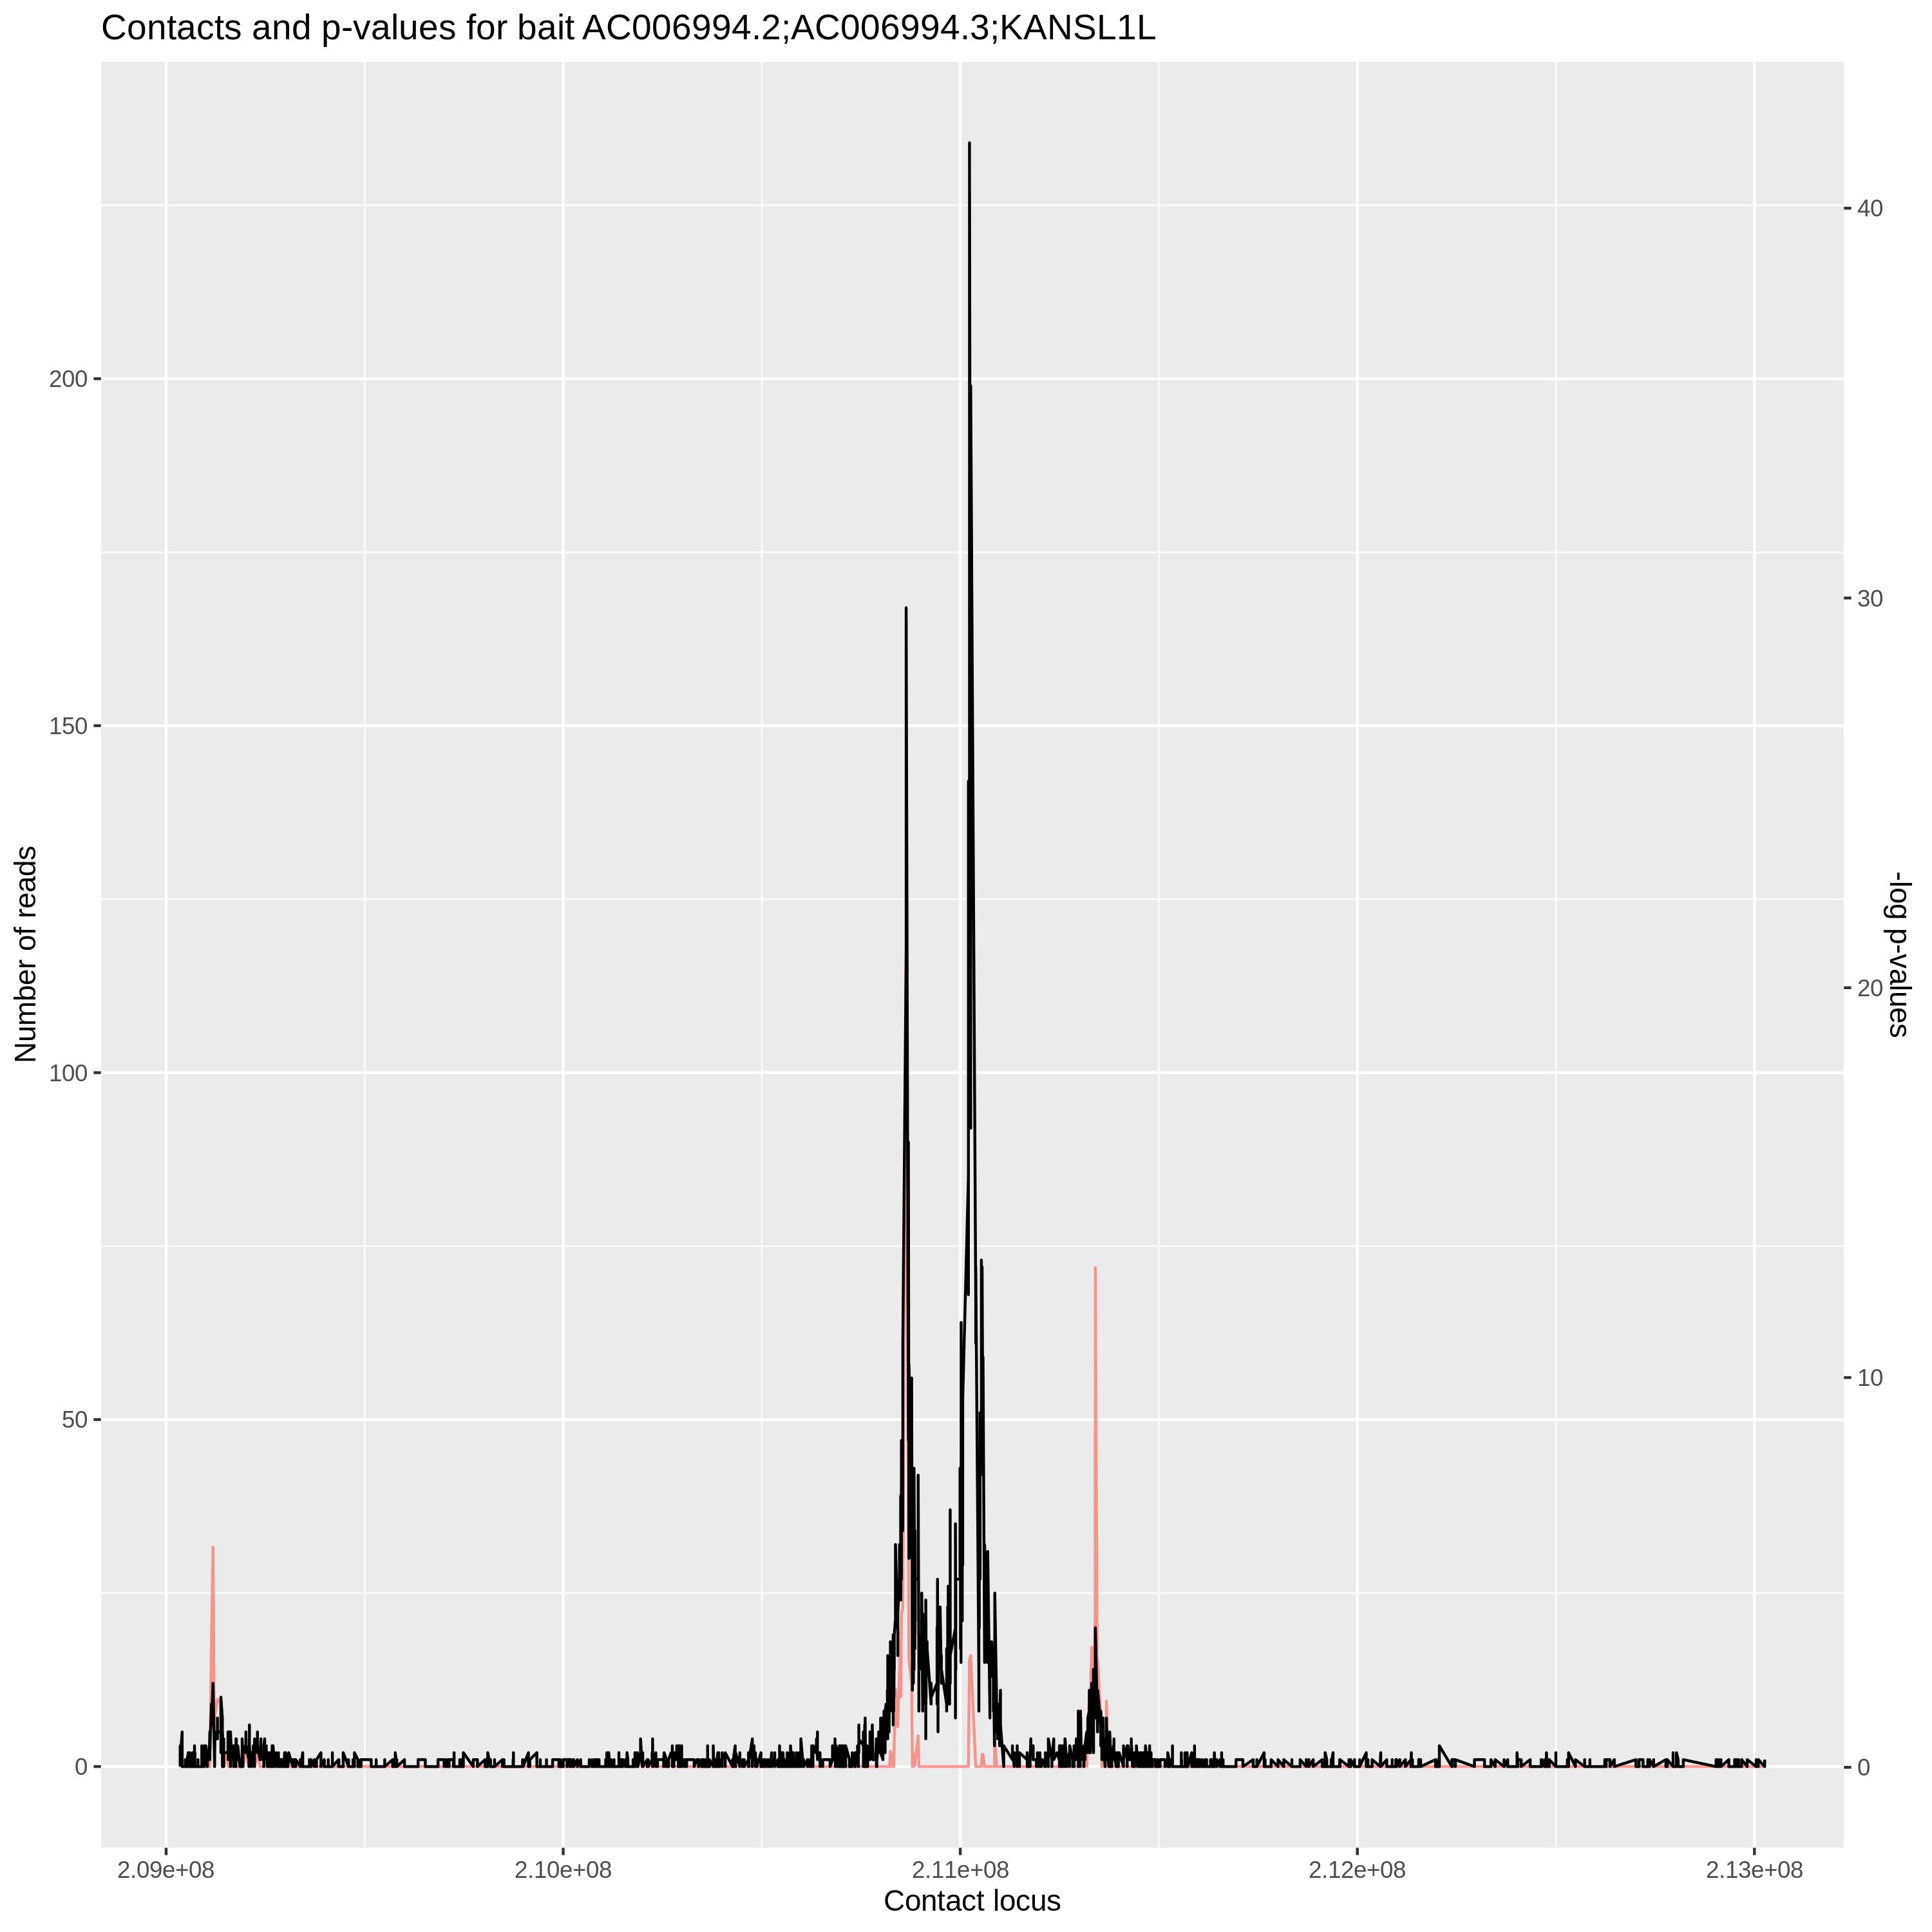 Contacts and p-values for bait AC006994.2;AC006994.3;KANSL1L
Number of reads
200
150
100
50
0
40
30
20
10
0
-log p-values
2.09e+08 2.10e+08 2.11e+08 2.12e+08 2.13e+08
Contact locus